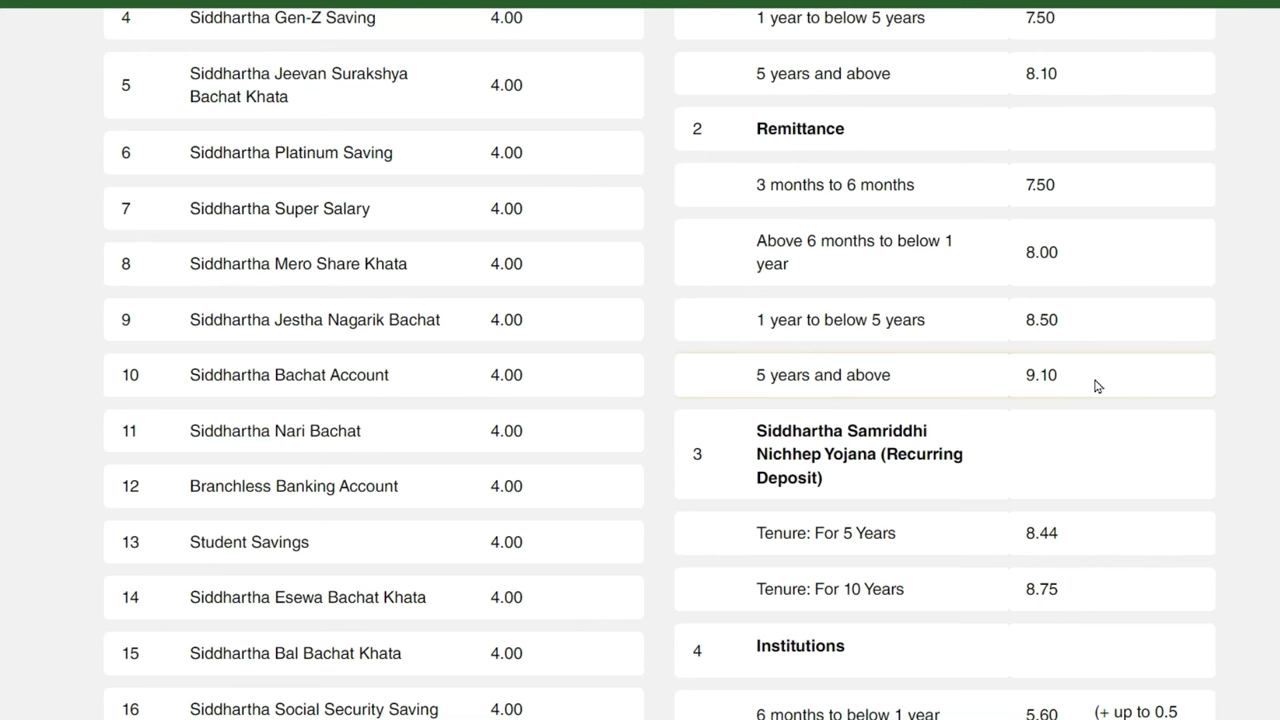 4 Siddhartha Gen-Z Saving 4.00
5 Siddhartha Jeevan Surakshya
Bachat Khata 4.00
6 Siddhartha Platinum Saving 4.00
7 Siddhartha Super Salary 4.00
8 Siddhartha Mero Share Khata 4.00
9 Siddhartha Jestha Nagarik Bachat 4.00
10 Siddhartha Bachat Account 4.00
11 Siddhartha Nari Bachat 4.00
12 Branchless Banking Account 4.00
13 Student Savings 4.00
14 Siddhartha Esewa Bachat Khata 4.00
15 Siddhartha Bal Bachat Khata 4.00
16 Siddhartha Social Security Saving 4.00
1 year to below 5 years 7.50
5 years and above 8.10
2 Remittance
3 months to 6 months 7.50
Above 6 months to below 1
year 8.00
1 year to below 5 years 8.50
5 years and above 9.10
3 Siddhartha Samriddhi
Nichhep Yojana (Recurring
Deposit)
Tenure: For 5 Years 8.44
Tenure: For 10 Years 8.75
4 Institutions
6 months to below 1 year 5.60 (+ up to 0.5